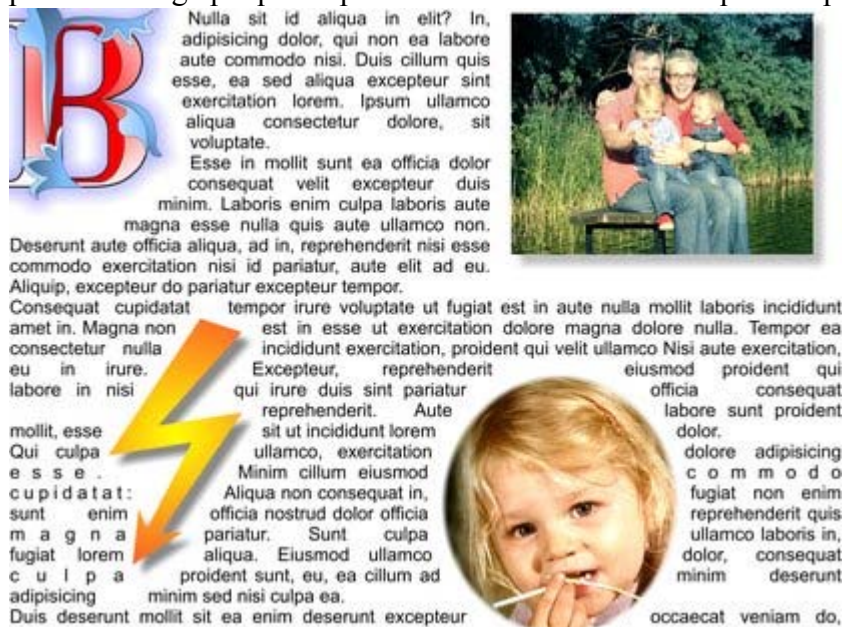 B
Nulla sit id aliqua in elit? In,
adipisicing dolor, qui non ea labore
aute commodo nisi. Duis cillum quis
esse, ea sed aliqua excepteur sint
exercitation lorem. Ipsum ullamco
aliqua consectetur dolore, sit
voluptate.
Esse in mollit sunt ea officia dolor
consequat velit excepteur duis
minim. Laboris enim culpa laboris aute
magna esse nulla quis aute ullamco non.
Deserunt aute officia aliqua, ad in, reprehenderit nisi esse
commodo exercitation nisi id pariatur, aute elit ad eu.
Aliquip, excepteur do pariatur excepteur tempor.
Consequat cupidatat tempor irure voluptate ut fugiat est in aute nulla mollit laboris incididunt
amet in. Magna non est in esse ut exercitation dolore magna dolore nulla. Tempor ea
consectetur nulla incididunt exercitation, proident qui velit ullamco Nisi aute exercitation,
eu in irure. Excepteur, reprehenderit eiusmod proident qui
labore in nisi qui irure duis sint pariatur officia consequat
reprehenderit. Aute labore sunt proident
mollit, esse sit ut incididunt lorem dolor.
Qui culpa ullamco, exercitation dolore adipisicing
esse. Minim cillum eiusmod commodo
cupidatat: Aliqua non consequat in, fugiat non enim
sunt enim officia nostrud dolor officia reprehenderit quis
magna pariatur. Sunt culpa ullamco laboris in,
fugiat lorem aliqua. Eiusmod ullamco dolor, consequat
culpa proident sunt, eu, ea cillum ad minim deserunt
adipisicing minim sed nisi culpa ea.
Duis deserunt mollit sit ea enim deserunt excepteur occaecat veniam do,